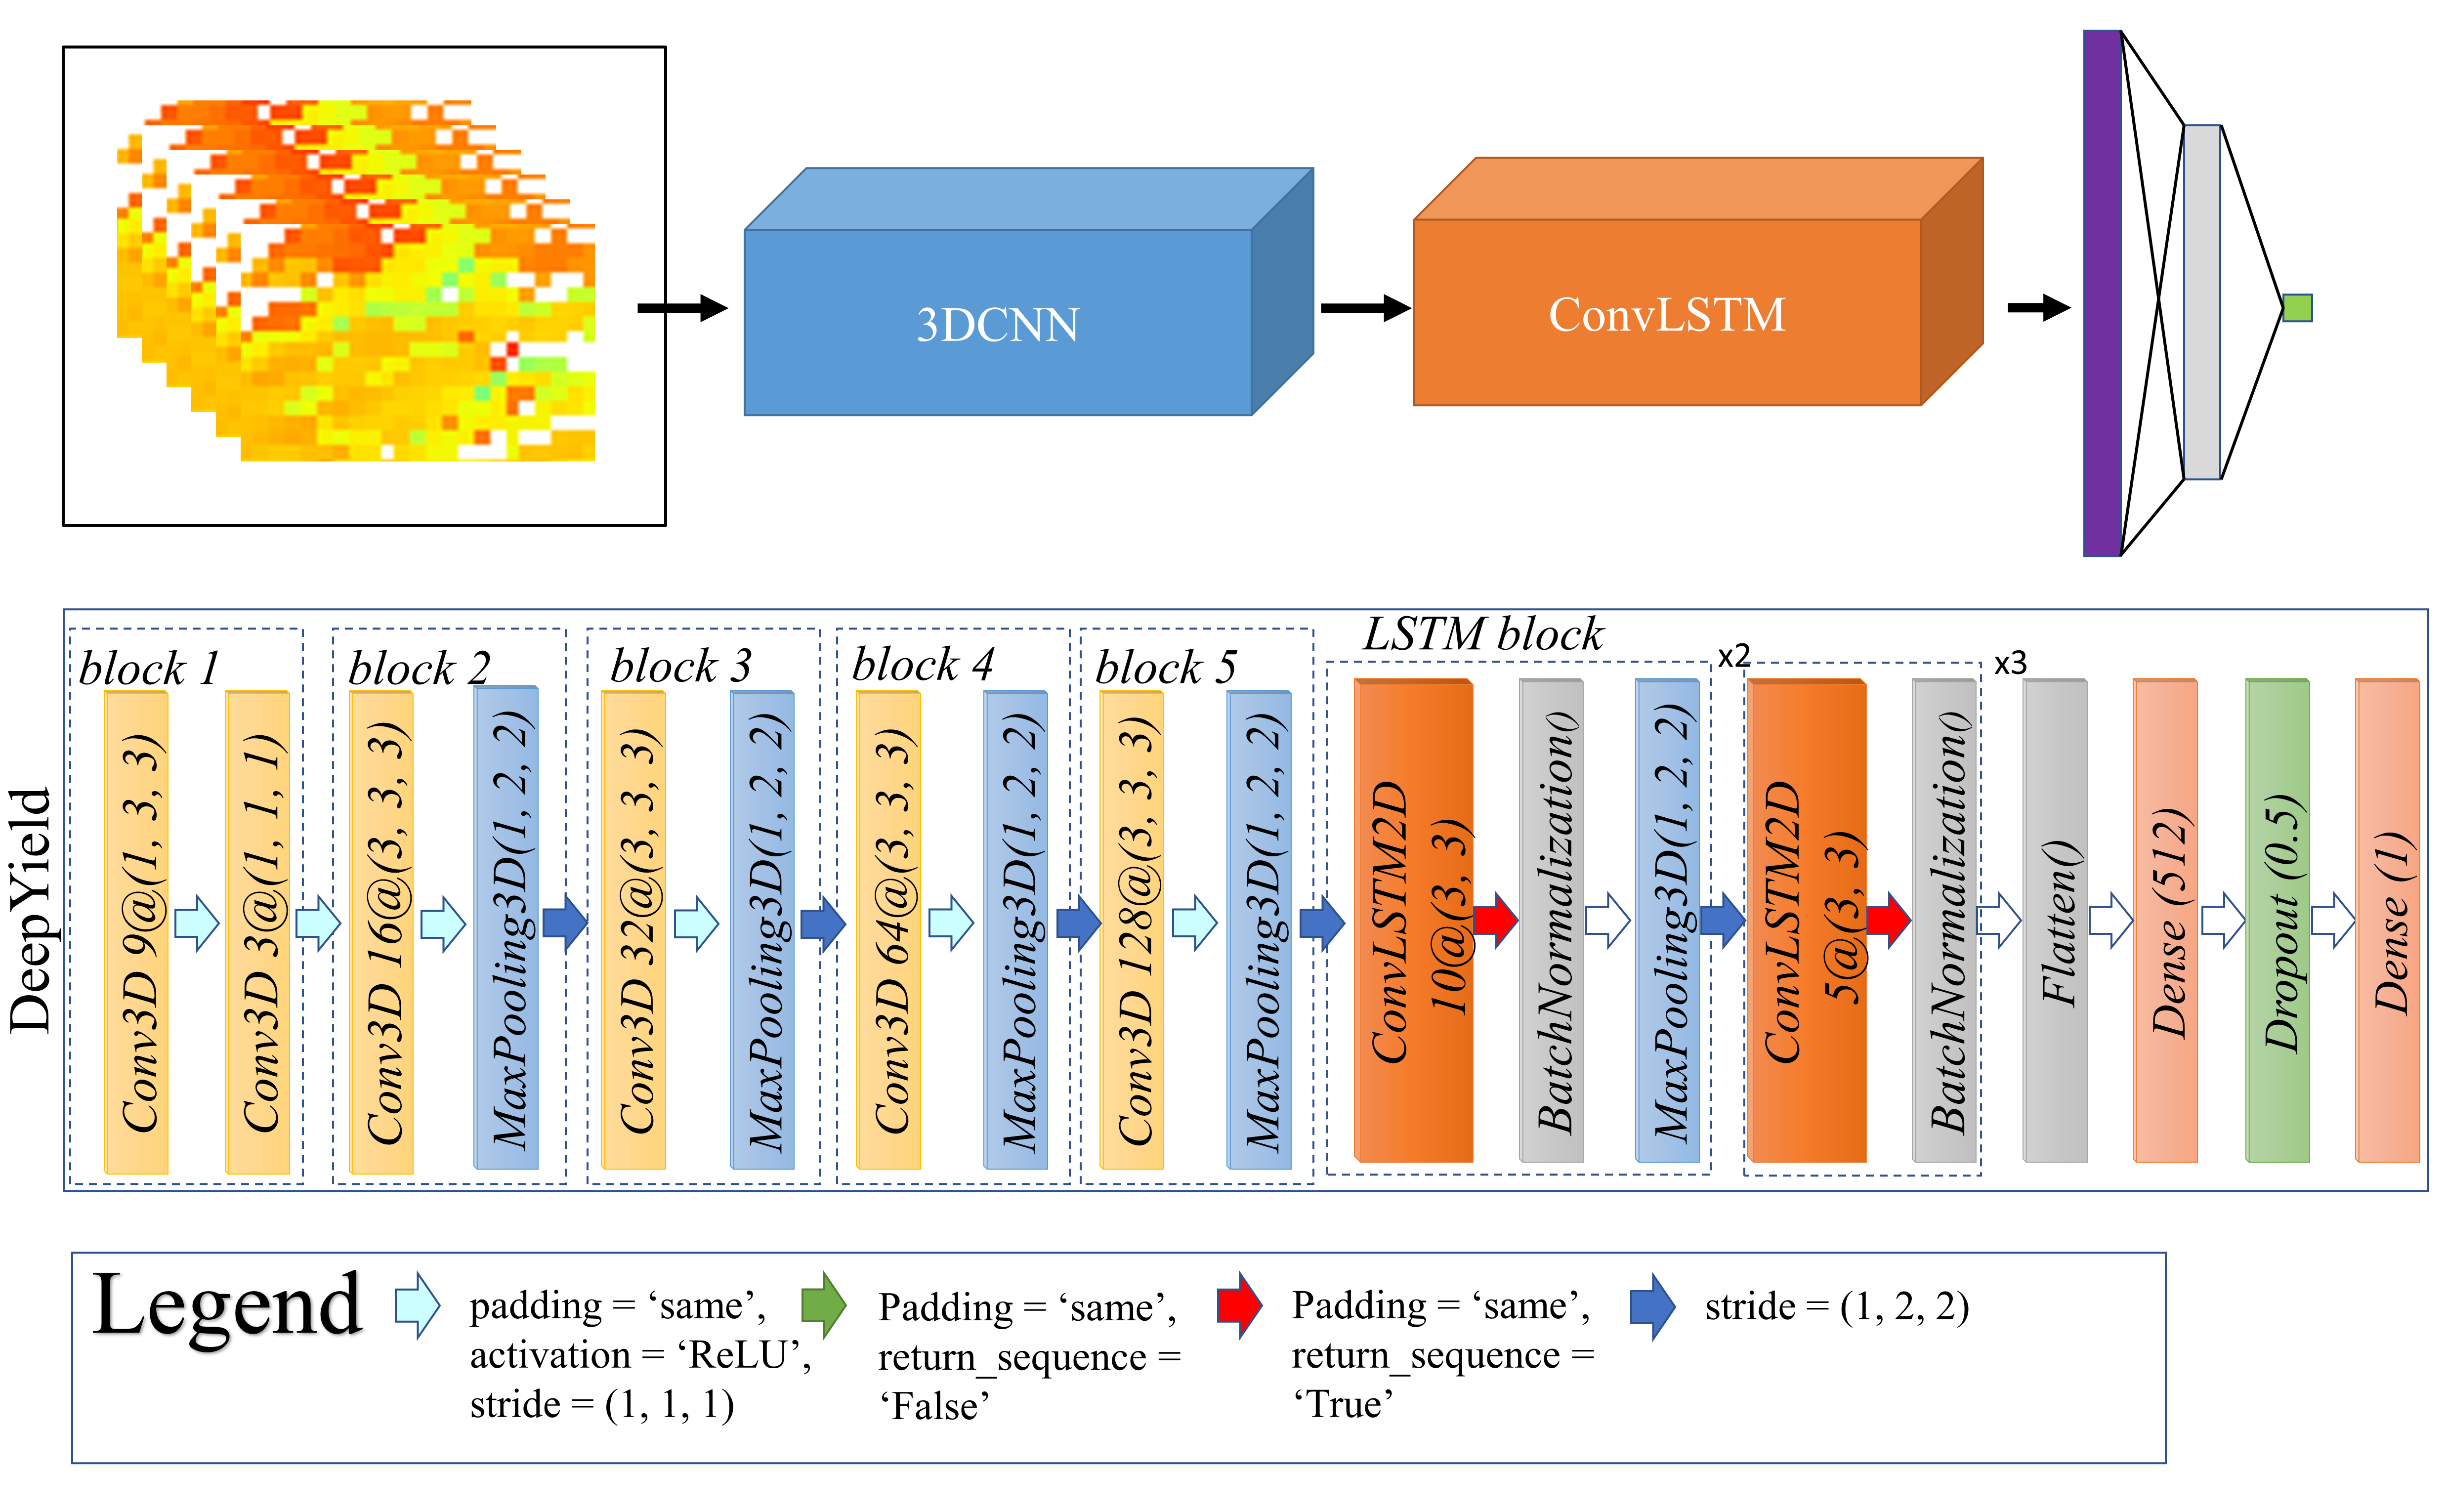 3DCNN
ConvLSTM
DeepYield
block 1
Conv3D 9@(1, 3, 3)
Conv3D 3@(1, 1, 1)
block 2
Conv3D 16@(3, 3, 3)
MaxPooling3D(1, 2, 2)
block 3
Conv3D 32@(3, 3, 3)
MaxPooling3D(1, 2, 2)
block 4
Conv3D 64@(3, 3, 3)
MaxPooling3D(1, 2, 2)
block 5
Conv3D 128@(3, 3, 3)
MaxPooling3D(1, 2, 2)
LSTM block
ConvLSTM2D
10@(3, 3)
BatchNormalization()
MaxPooling3D(1, 2, 2)
x2
ConvLSTM2D
5@(3, 3)
BatchNormalization()
x3
Flatten()
Dense (512)
Dropout (0.5)
Dense (1)
Legend
padding = ‘same’,
activation = ‘ReLU’,
stride = (1, 1, 1)
Padding = ‘same’,
return_sequence =
‘False’
Padding = ‘same’,
return_sequence =
‘True’
stride = (1, 2, 2)